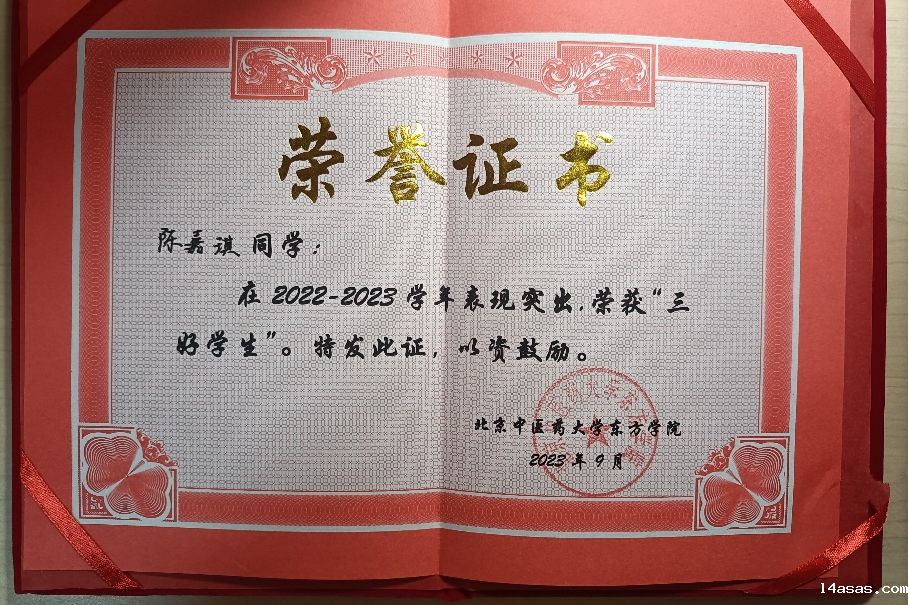 荣誉证书
陈嘉淇 同学：
在 2022-2023 学年表现突出，荣获“三
好学生”。特发此证，以资鼓励。
北京中医药大学东方学院
2023 年 9 月
14asas.com